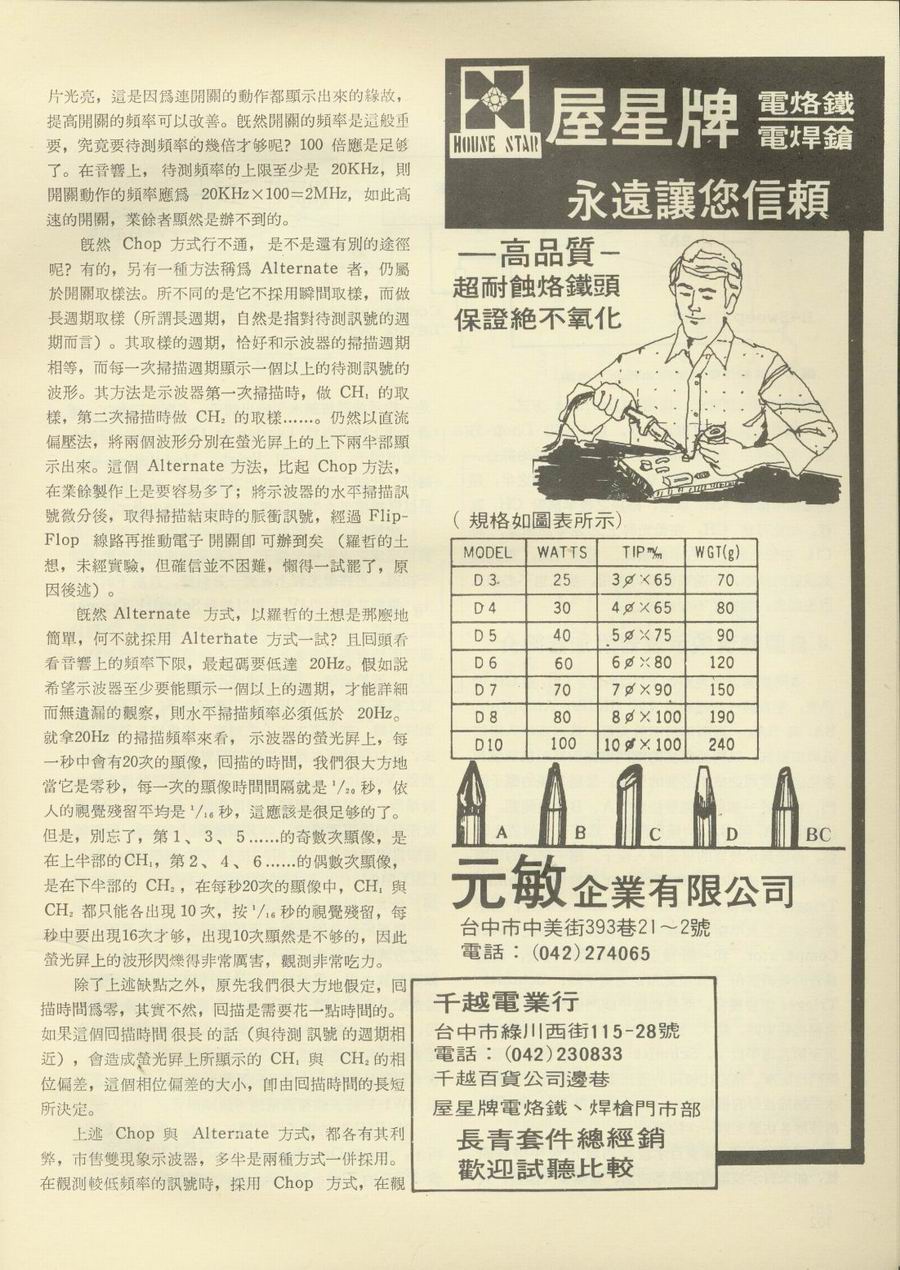 片光亮，這是因爲連開關的動作都顯示出來的緣故，
提高開關的頻率可以改善。旣然開關的頻率是這般重
要，究竟要待測頻率的幾倍才够呢？100 倍應是足够
了。在音響上，待測頻率的上限至少是 20KHz，則
開關動作的頻率應爲 20KHz×100=2MHz，如此高
速的開關，業餘者顯然是辦不到的。
旣然 Chop 方式行不通，是不是還有別的途徑
呢？有的，另有一種方法稱爲 Alternate 者，仍屬
於開關取樣法。所不同的是它不採用瞬間取樣，而做
長週期取樣（所謂長週期，自然是指對待測訊號的週
期而言）。其取樣的週期，恰好和示波器的掃描週期
相等，而每一次掃描週期顯示一個以上的待測訊號的
波形。其方法是示波器第一次掃描時，做 CH₁ 的取
樣，第二次掃描時做 CH₂ 的取樣……。仍然以直流
偏壓法，將兩個波形分別在螢光屏上的上下兩半部顯
示出來。這個 Alternate 方法，比起 Chop 方法，
在業餘製作上是要容易多了；將示波器的水平掃描訊
號微分後，取得掃描結束時的脈衝訊號，經過 Flip-
Flop 線路再推動電子開關卽可辦到矣（羅哲的土
想，未經實驗，但確信並不困難，懶得一試罷了，原
因後述）。
旣然 Alternate 方式，以羅哲的土想是那麽地
簡單，何不就採用 Alternate 方式一試？且囘頭看
看音響上的頻率下限，最起碼要低達 20Hz。假如說
希望示波器至少要能顯示一個以上的週期，才能詳細
而無遺漏的觀察，則水平掃描頻率必須低於 20Hz。
就拿20Hz 的掃描頻率來看，示波器的螢光屏上，每
一秒中會有20次的顯像，囘描的時間，我們很大方地
當它是零秒，每一次的顯像時間間隔就是 1/20 秒，依
人的視覺殘留平均是 1/16 秒，這應該是很足够的了。
但是，別忘了，第1、3、5……的奇數次顯像，是
在上半部的CH₁，第2、4、6……的偶數次顯像，
是在下半部的 CH₂，在每秒20次的顯像中，CH₁ 與
CH₂ 都只能各出現 10 次，按 1/16 秒的視覺殘留，每
秒中要出現16次才够，出現10次顯然是不够的，因此
螢光屏上的波形閃爍得非常厲害，觀測非常吃力。
除了上述缺點之外，原先我們很大方地假定，囘
描時間爲零，其實不然，囘描是需要花一點時間的。
如果這個囘描時間很長的話（與待測訊號的週期相
近），會造成螢光屏上所顯示的 CH₁ 與 CH₂ 的相
位偏差，這個相位偏差的大小，卽由囘描時間的長短
所決定。
上述 Chop 與 Alternate 方式，都各有其利
弊，市售雙現象示波器，多半是兩種方式一併採用。
在觀測較低頻率的訊號時，採用 Chop 方式，在觀
HOUSE STAR
屋星牌
電烙鐵
電焊鎗
永遠讓您信賴
—高品質—
超耐蝕烙鐵頭
保證絕不氧化
（規格如圖表所示）
MODEL WATTS TIP m/m WGT(g)
D3 25 3∅×65 70
D4 30 4∅×65 80
D5 40 5∅×75 90
D6 60 6∅×80 120
D7 70 7∅×90 150
D8 80 8∅×100 190
D10 100 10∅×100 240
A B C D BC
元敏企業有限公司
台中市中美街393巷21～2號
電話：(042)274065
千越電業行
台中市綠川西街115-28號
電話：(042)230833
千越百貨公司邊巷
屋星牌電烙鐵、焊槍門市部
長青套件總經銷
歡迎試聽比較